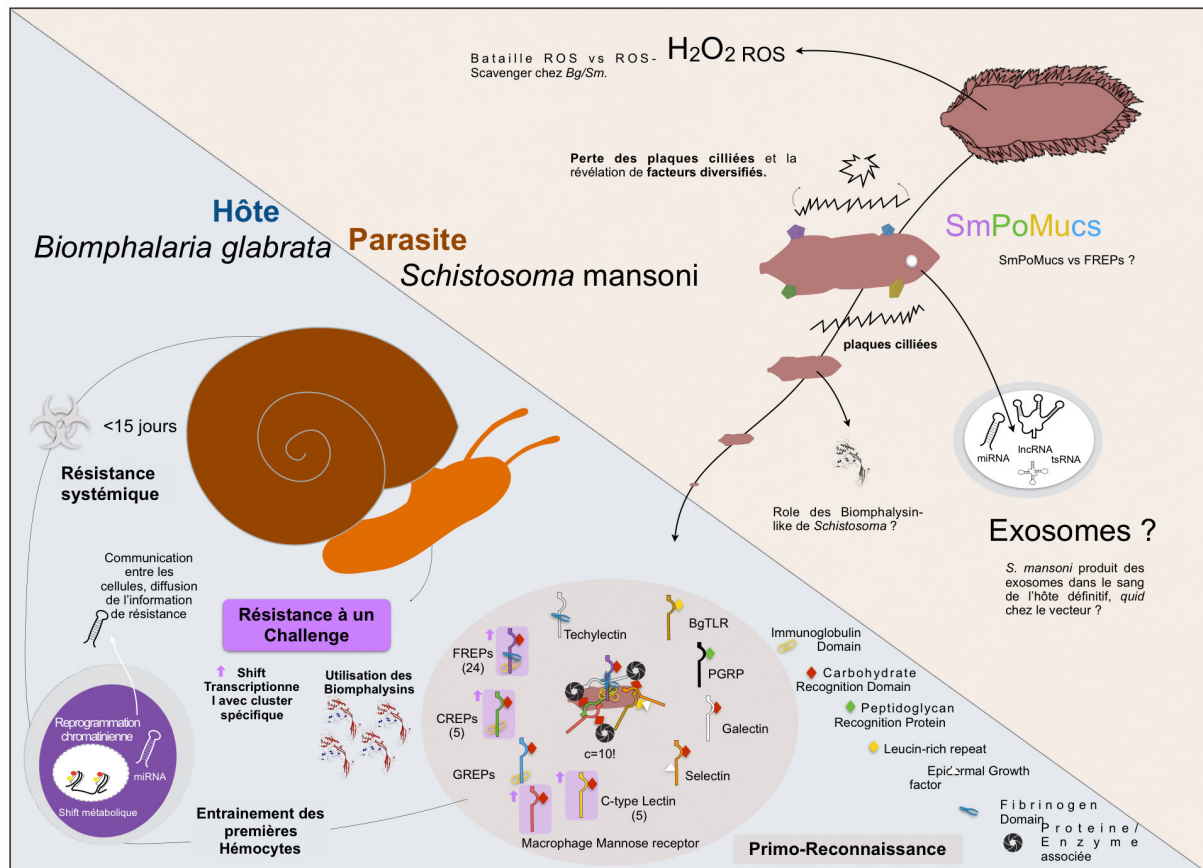 Bataille ROS vs ROS-
Scavenger chez Bg/Sm.
H2O2 ROS
Perte des plaques cilliées et la
révélation de facteurs diversifiés.
Hôte
Biomphalaria glabrata
Parasite
Schistosoma mansoni
SmPoMucs
SmPoMucs vs FREPs ?
plaques cilliées
miRNA
lncRNA
tsRNA
Role des Biomphalysin-
like de Schistosoma ?
Exosomes ?
S. mansoni produit des
exosomes dans le sang
de l'hôte définitif, quid
chez le vecteur ?
<15 jours
Résistance
systémique
Communication
entre les
cellules, diffusion
de l'information
de résistance
Résistance à un
Challenge
Shift
Transcriptionne
l avec cluster
spécifique
Utilisation des
Biomphalysins
Reprogrammation
chromatinienne
miRNA
Shift métabolique
Entrainement des
premières
Hémocytes
Techylectin
BgTLR
FREPs
(24)
PGRP
CREPs
(5)
Galectin
c=10!
GREPs
Selectin
C-type Lectin
(5)
Macrophage Mannose receptor
Primo-Reconnaissance
Immunoglobulin
Domain
Carbohydrate
Recognition Domain
Peptidoglycan
Recognition Protein
Leucin-rich repeat
Epidermal Growth
factor
Fibrinogen
Domain
Proteine/
Enzyme
associée